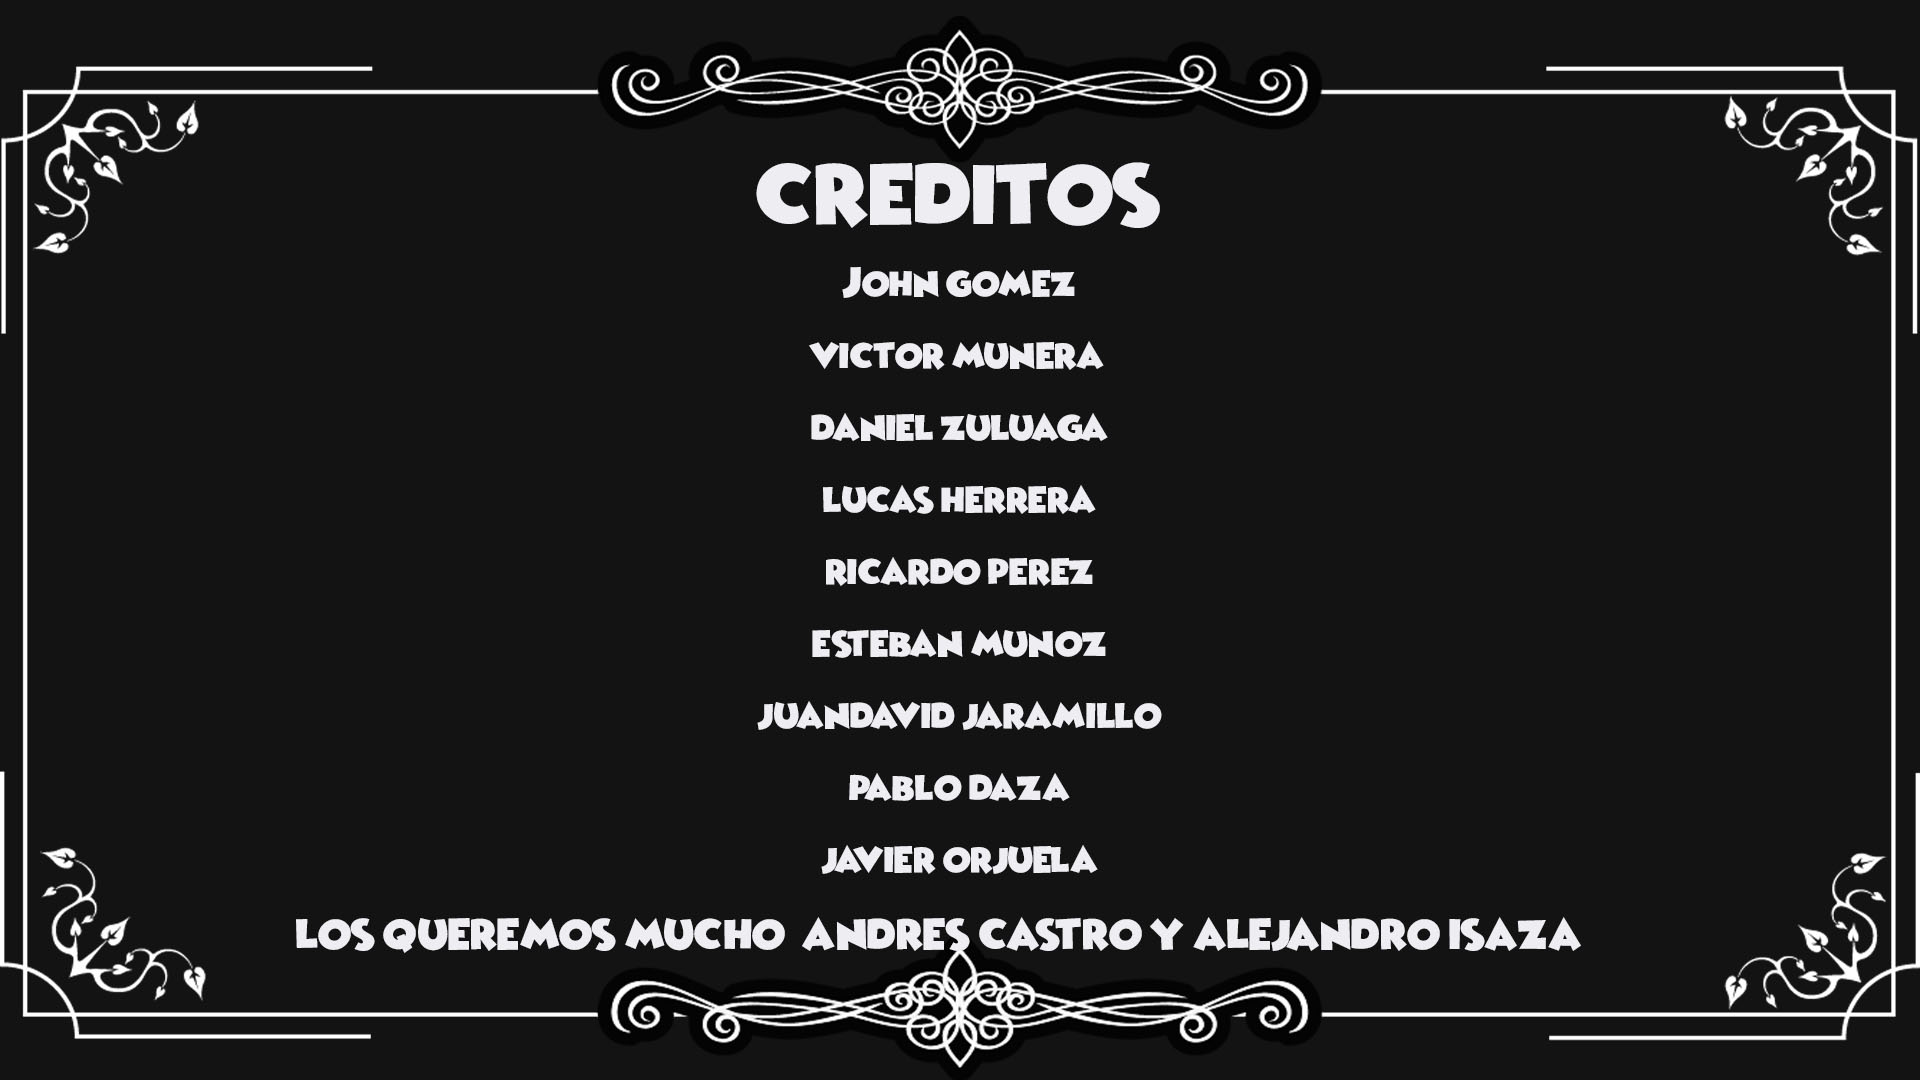 CREDITOS
JOHN GOMEZ
VICTOR MUNERA
DANIEL ZULUAGA
LUCAS HERRERA
RICARDO PEREZ
ESTEBAN MUNOZ
JUANDAVID JARAMILLO
PABLO DAZA
JAVIER ORJUELA
LOS QUEREMOS MUCHO  ANDRES CASTRO Y ALEJANDRO ISAZA